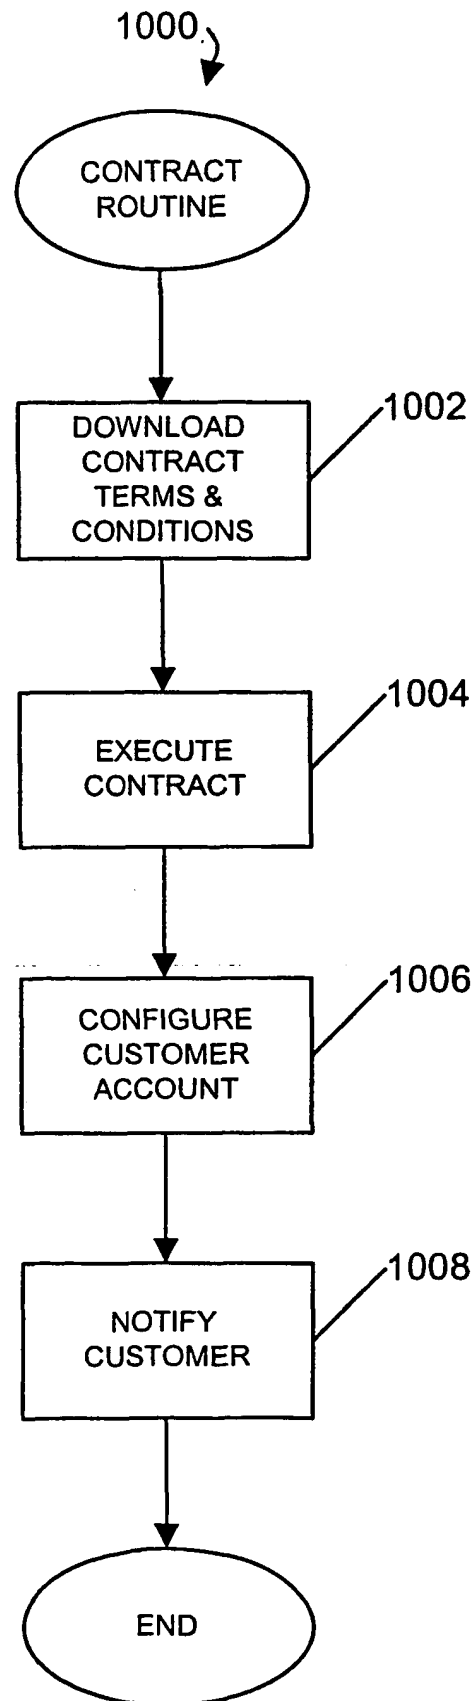 1000
CONTRACT
ROUTINE
1002
DOWNLOAD
CONTRACT
TERMS &
CONDITIONS
1004
EXECUTE
CONTRACT
1006
CONFIGURE
CUSTOMER
ACCOUNT
1008
NOTIFY
CUSTOMER
END